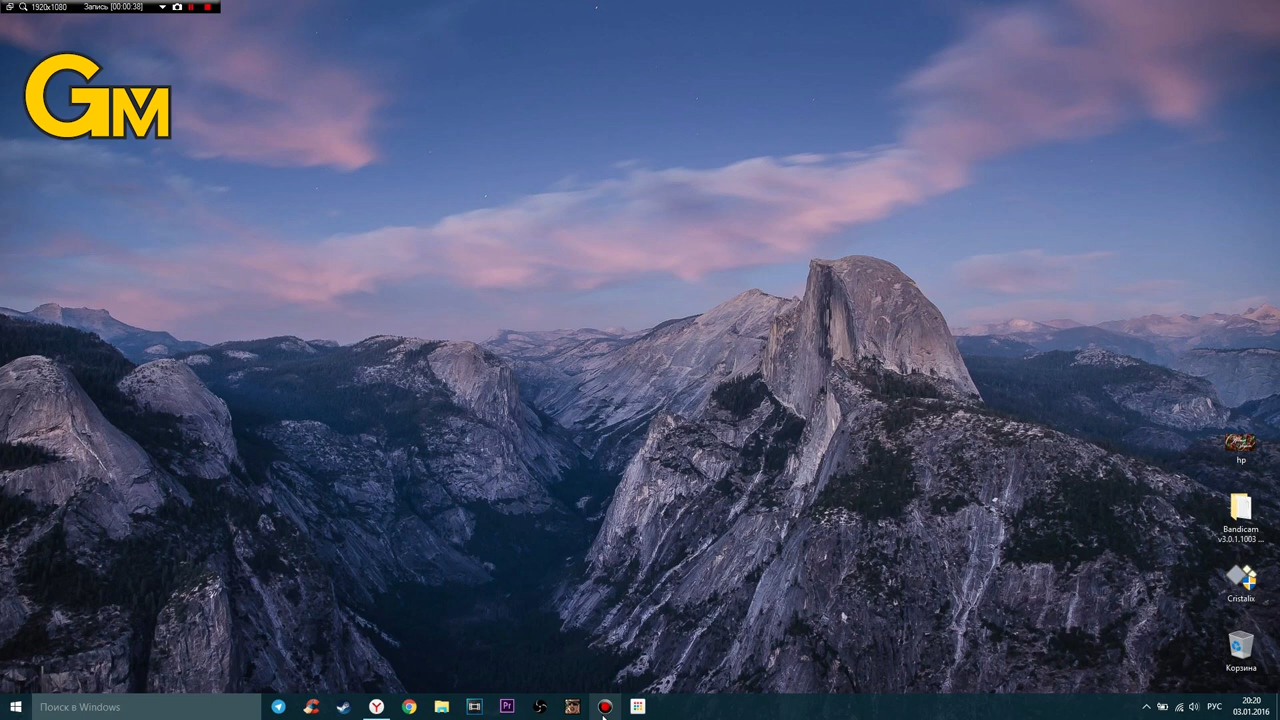 1920x1080 Запись [00:00:38]
GM
hp
Bandicam
v3.0.1.1003 ...
Cristalix
Корзина
Поиск в Windows
Pr
РУС
20:20
03.01.2016